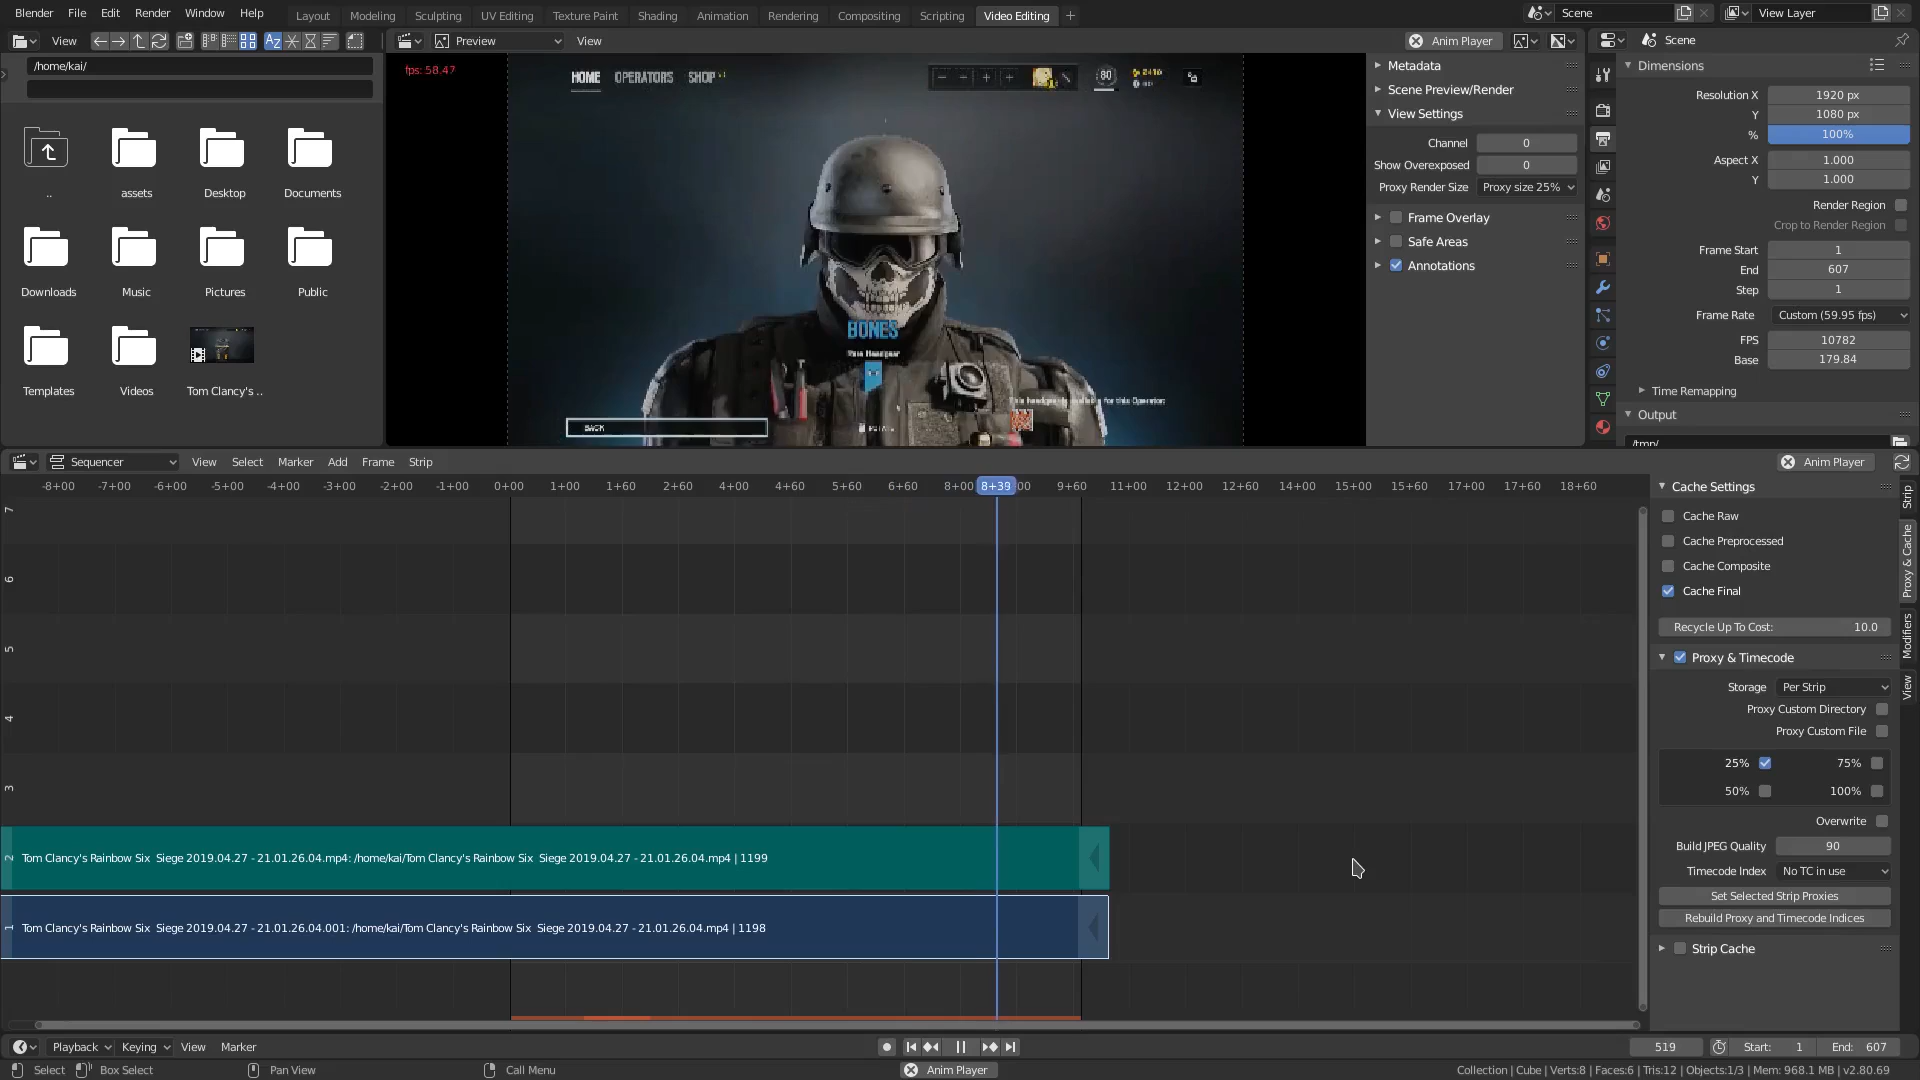 Blender File Edit Render Window Help
Layout Modeling Sculpting UV Editing Texture Paint Shading Animation Rendering Compositing Scripting Video Editing
Scene
View Layer
View
Preview
View
Anim Player
Scene
/home/kai/
fps: 58.47
HOME OPERATORS SHOP
80
Metadata
Scene Preview/Render
View Settings
Channel 0
Show Overexposed 0
Proxy Render Size Proxy size 25%
Frame Overlay
Safe Areas
Annotations
Dimensions
Resolution X 1920 px
Y 1080 px
% 100%
Aspect X 1.000
Y 1.000
Render Region
Crop to Render Region
Frame Start 1
End 607
Step 1
Frame Rate Custom (59.95 fps)
FPS 10782
Base 179.84
Time Remapping
Output
/tmp/
.. assets Desktop Documents
Downloads Music Pictures Public
Templates Videos Tom Clancy's ..
BONES
BACK
Sequencer View Select Marker Add Frame Strip
Anim Player
-8+00 -7+00 -6+00 -5+00 -4+00 -3+00 -2+00 -1+00 0+00 1+00 1+60 2+60 3+60 4+60 5+60 6+60 7+60 8+00 8+39 9+60 11+00 12+00 12+60 14+00 15+00 16+00 17+00 17+60 18+60
7
6
5
4
3
2
1
Tom Clancy's Rainbow Six Siege 2019.04.27 - 21.01.26.04.mp4: /home/kai/Tom Clancy's Rainbow Six Siege 2019.04.27 - 21.01.26.04.mp4 | 1199
Tom Clancy's Rainbow Six Siege 2019.04.27 - 21.01.26.04.001: /home/kai/Tom Clancy's Rainbow Six Siege 2019.04.27 - 21.01.26.04.mp4 | 1198
Cache Settings
Cache Raw
Cache Preprocessed
Cache Composite
Cache Final
Recycle Up To Cost: 10.0
Proxy & Timecode
Storage Per Strip
Proxy Custom Directory
Proxy Custom File
25% 75%
50% 100%
Overwrite
Build JPEG Quality 90
Timecode Index No TC in use
Set Selected Strip Proxies
Rebuild Proxy and Timecode Indices
Strip Cache
Strip
Proxy & Cache
Modifiers
View
Playback Keying View Marker
519 Start: 1 End: 607
Select Box Select Pan View Call Menu
Anim Player
Collection | Cube | Verts:8 | Faces:6 | Tris:12 | Objects:1/3 | Mem: 968.1 MB | v2.80.69